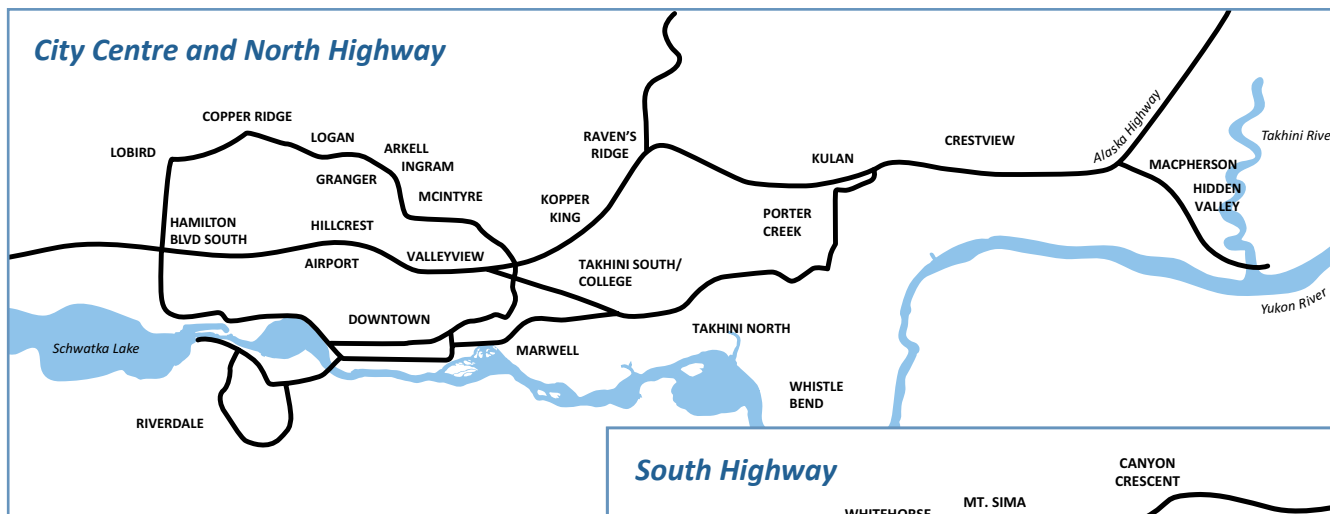 City Centre and North Highway
COPPER RIDGE
LOGAN
LOBIRD
ARKELL
INGRAM
GRANGER
MCINTYRE
RAVEN'S
RIDGE
KULAN
CRESTVIEW
Alaska Highway
MACPHERSON
HIDDEN
VALLEY
Takhini River
HAMILTON
BLVD SOUTH
HILLCREST
AIRPORT
VALLEYVIEW
KOPPER
KING
PORTER
CREEK
TAKHINI SOUTH/
COLLEGE
Yukon River
DOWNTOWN
TAKHINI NORTH
Schwatka Lake
MARWELL
WHISTLE
BEND
RIVERDALE
South Highway
CANYON
CRESCENT
MT. SIMA
WHITEHORSE